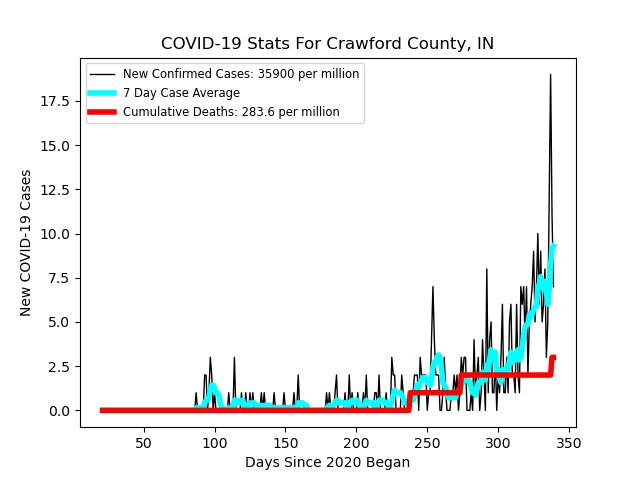 COVID-19 Stats For Crawford County, IN
New Confirmed Cases: 35900 per million
7 Day Case Average
Cumulative Deaths: 283.6 per million
New COVID-19 Cases
17.5
15.0
12.5
10.0
7.5
5.0
2.5
0.0
50 100 150 200 250 300 350
Days Since 2020 Began